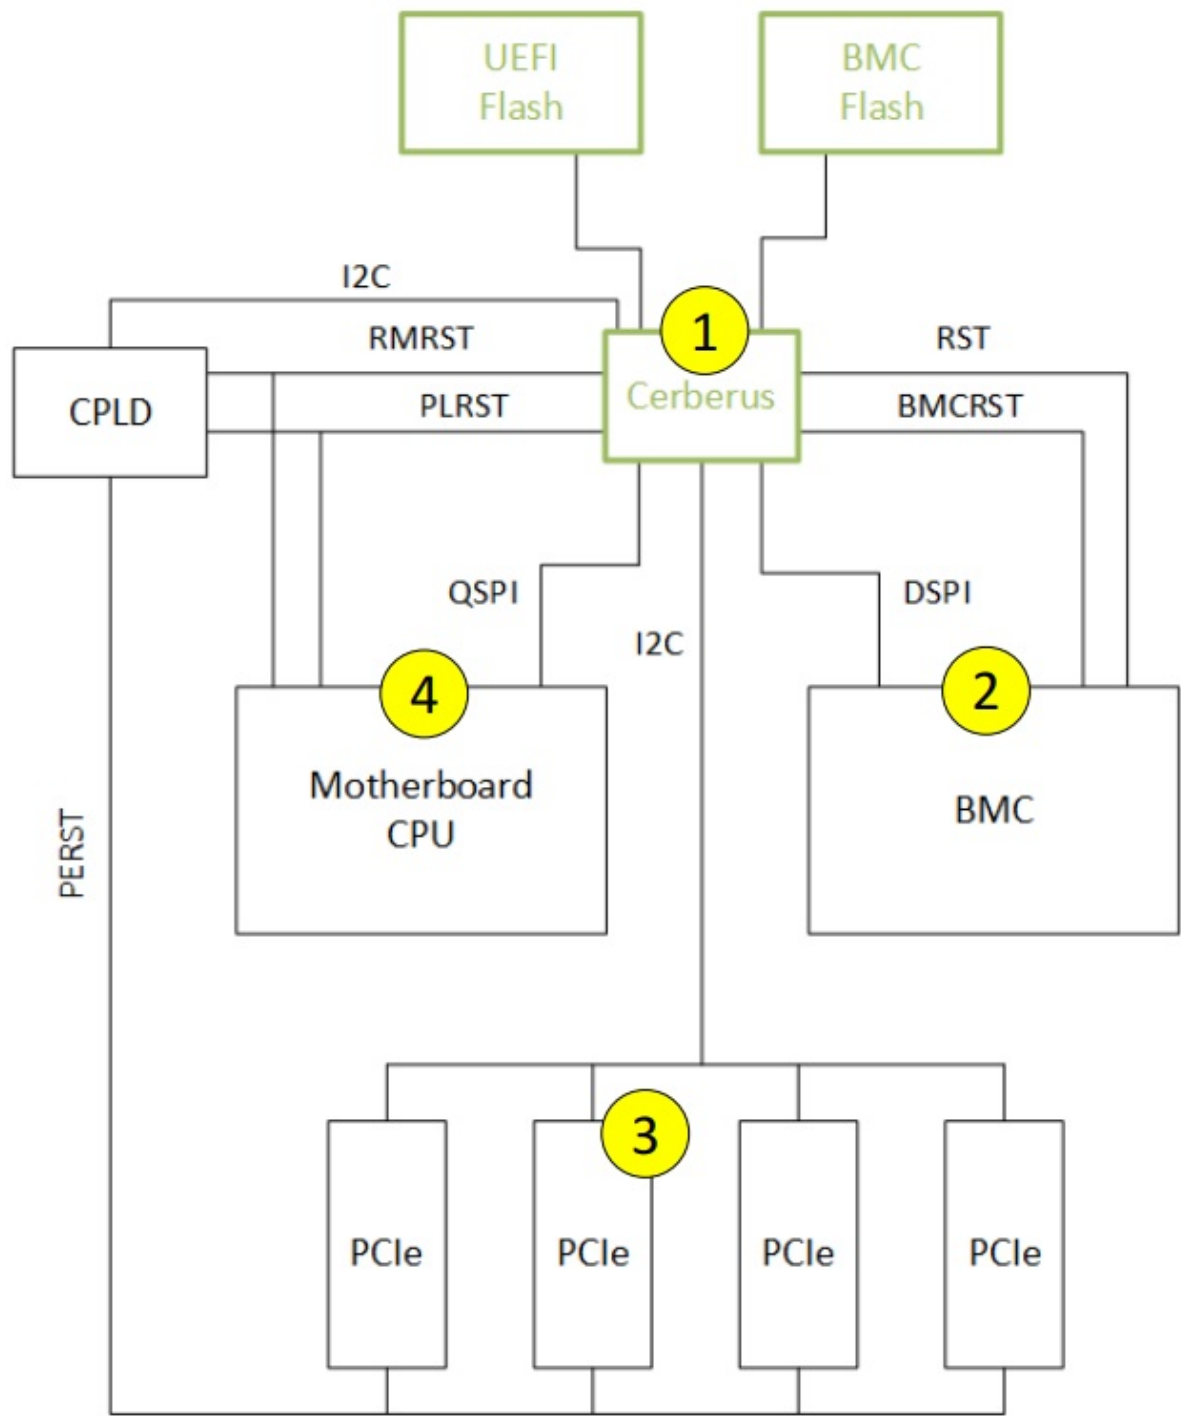 UEFI
Flash
BMC
Flash
I2C
RMRST
PLRST
CPLD
1
Cerberus
RST
BMCRST
QSPI
I2C
DSPI
4
Motherboard
CPU
2
BMC
PERST
3
PCIe
PCIe
PCIe
PCIe